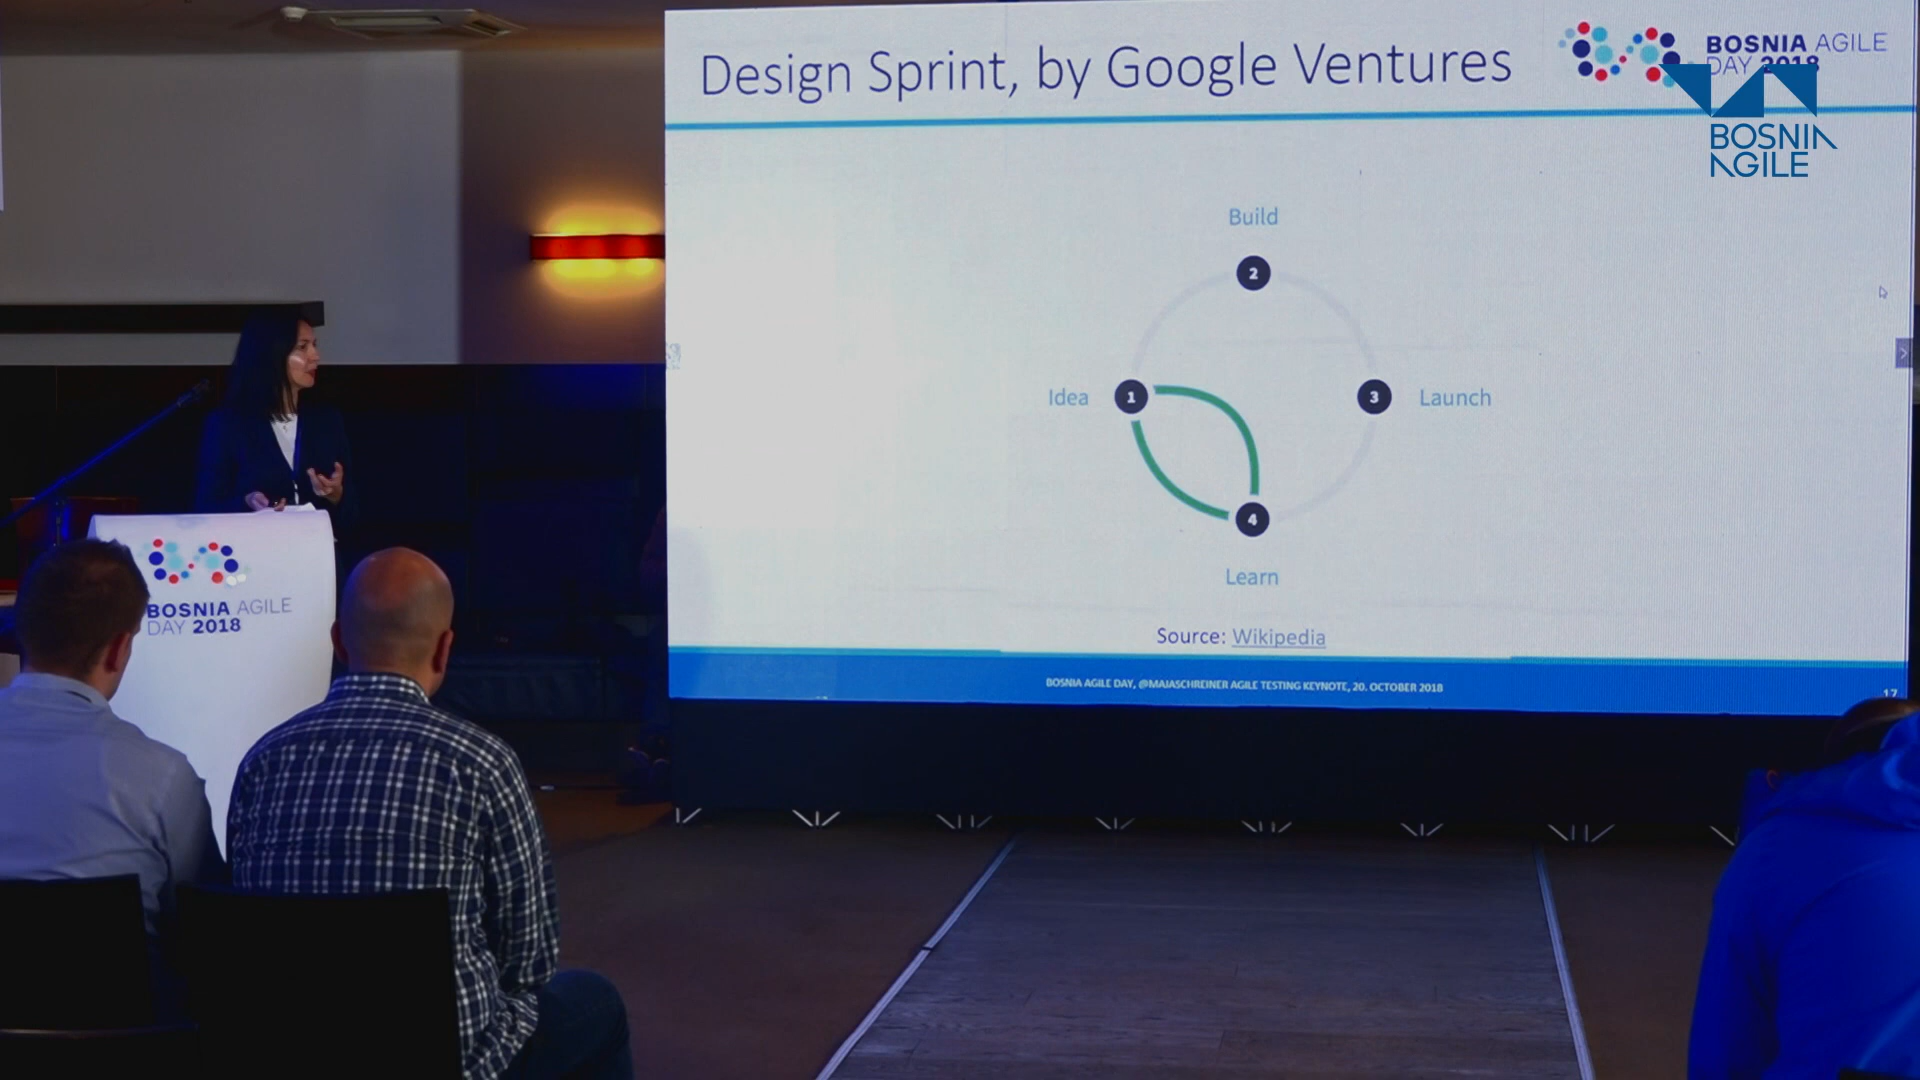 Design Sprint, by Google Ventures
BOSNIA AGILE
DAY 2018
BOSNIA
AGILE
Build
2
Idea
1
3
Launch
4
Learn
Source: Wikipedia
BOSNIA AGILE DAY, @MAJASCHREINER AGILE TESTING KEYNOTE, 20. OCTOBER 2018
17
BOSNIA AGILE
DAY 2018